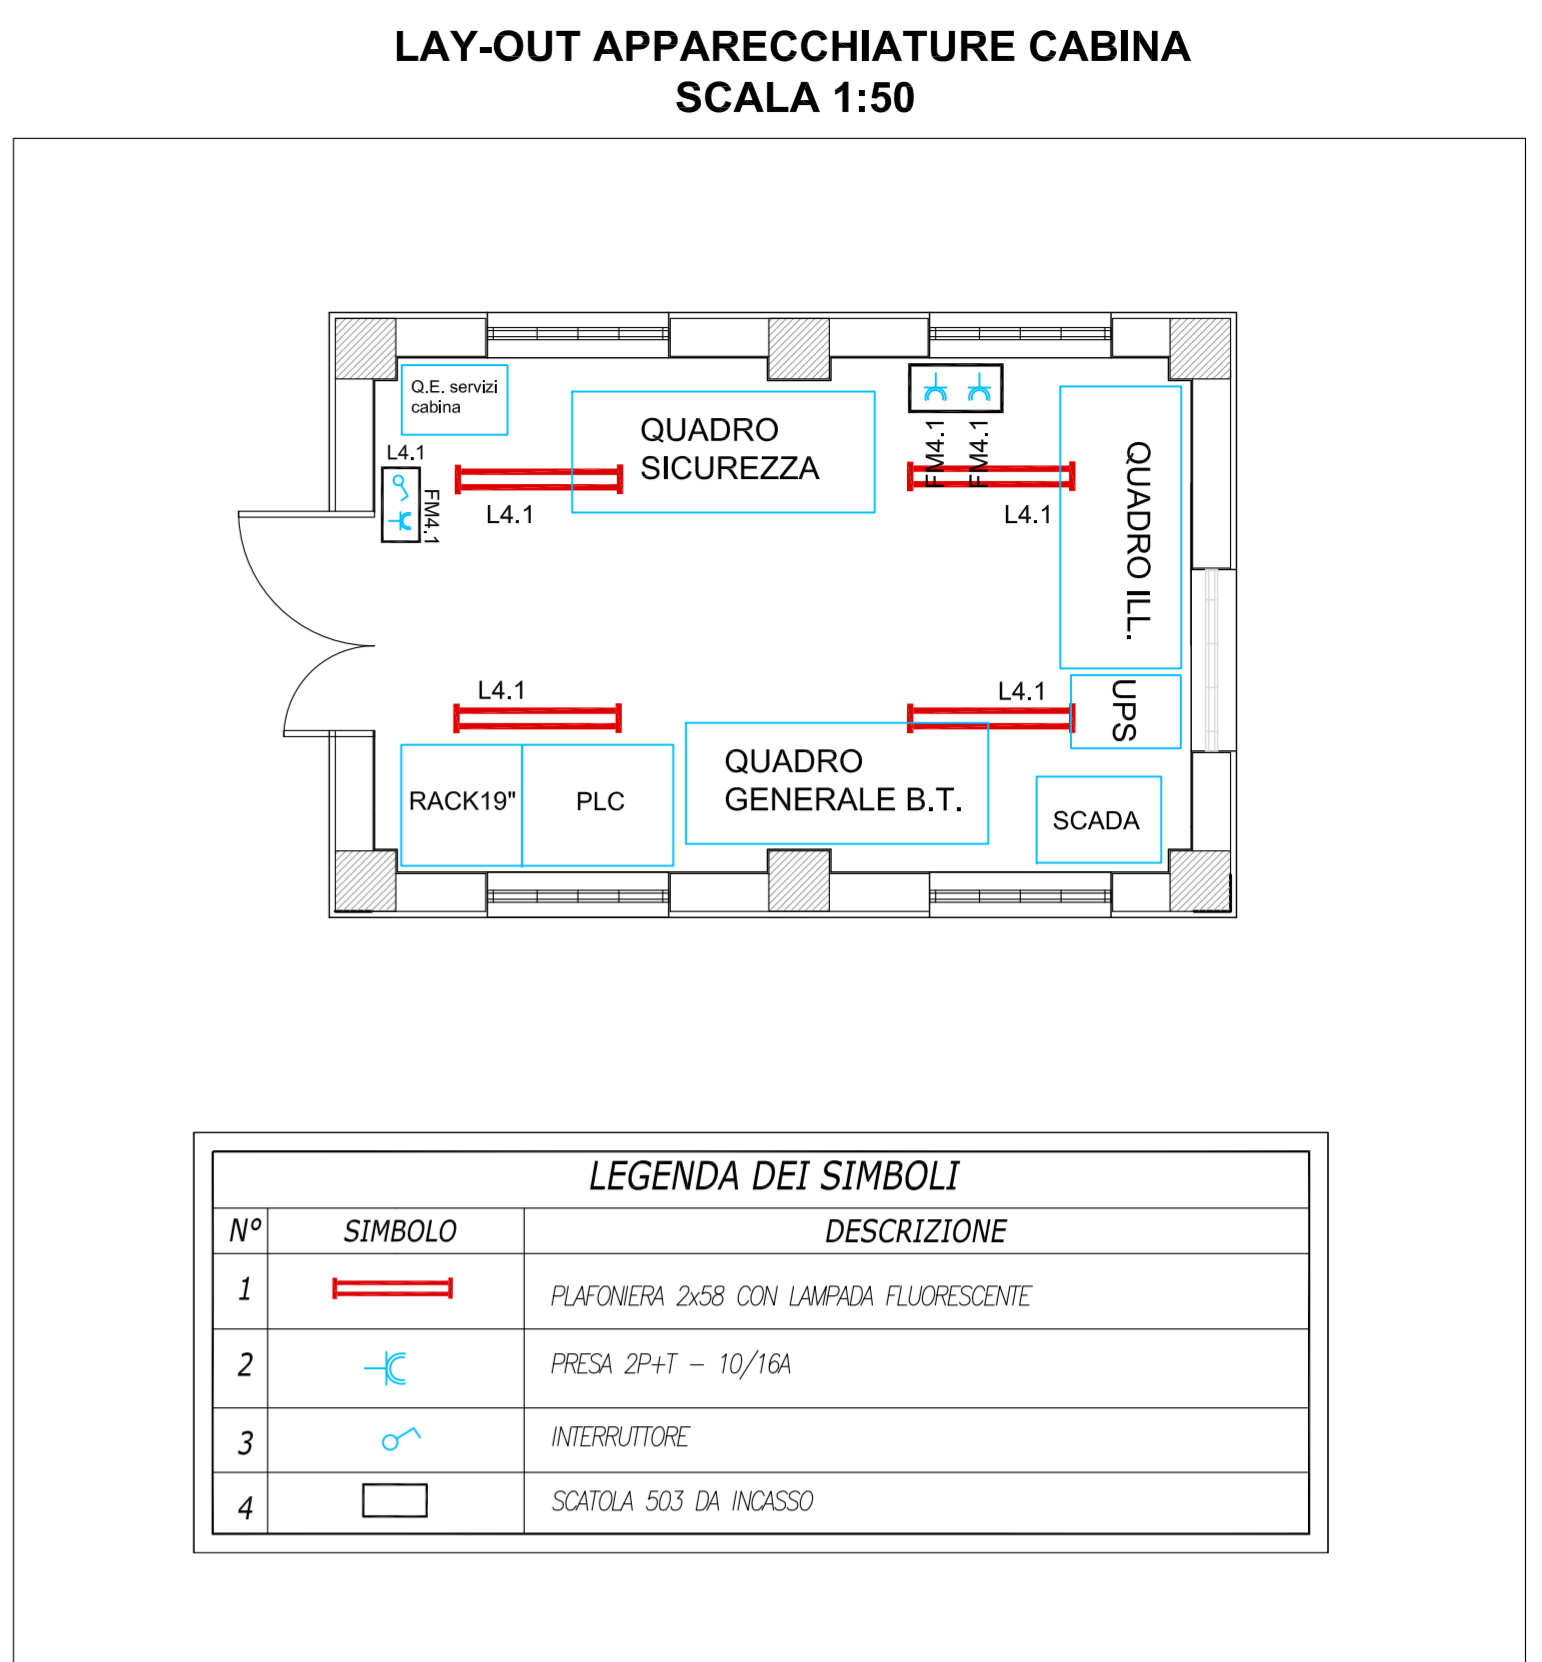 LAY-OUT APPARECCHIATURE CABINA
SCALA 1:50
Q.E. servizi
cabina
QUADRO
SICUREZZA
L4.1
FM4.1
L4.1
FM4.1
FM4.1
L4.1
QUADRO ILL.
L4.1
L4.1
UPS
RACK19"
PLC
QUADRO
GENERALE B.T.
SCADA
LEGENDA DEI SIMBOLI
N° SIMBOLO DESCRIZIONE
1 PLAFONIERA 2x58 CON LAMPADA FLUORESCENTE
2 PRESA 2P+T - 10/16A
3 INTERRUTTORE
4 SCATOLA 503 DA INCASSO